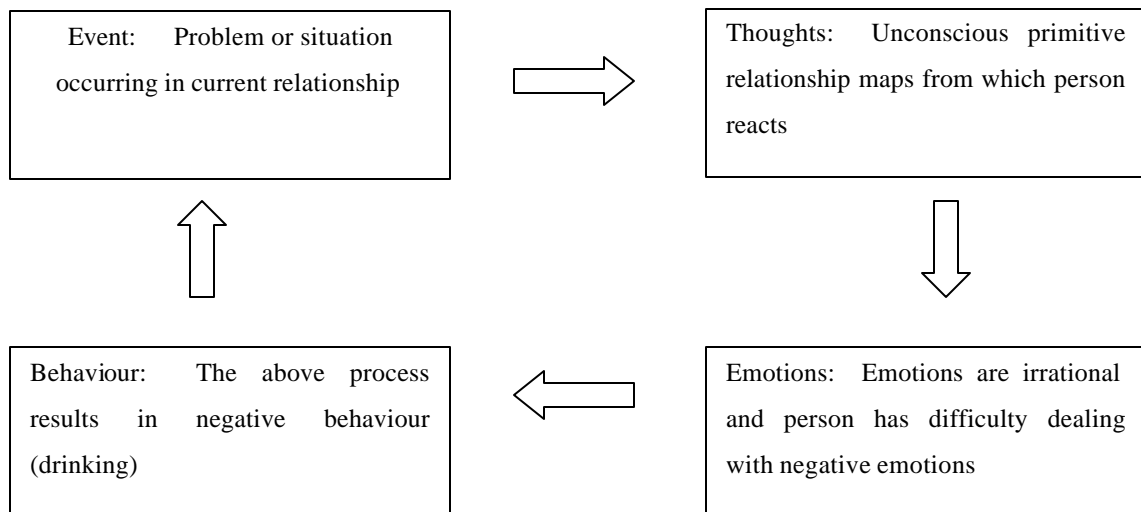 Event: Problem or situation
occurring in current relationship
Thoughts: Unconscious primitive
relationship maps from which person
reacts
Behaviour: The above process
results in negative behaviour
(drinking)
Emotions: Emotions are irrational
and person has difficulty dealing
with negative emotions